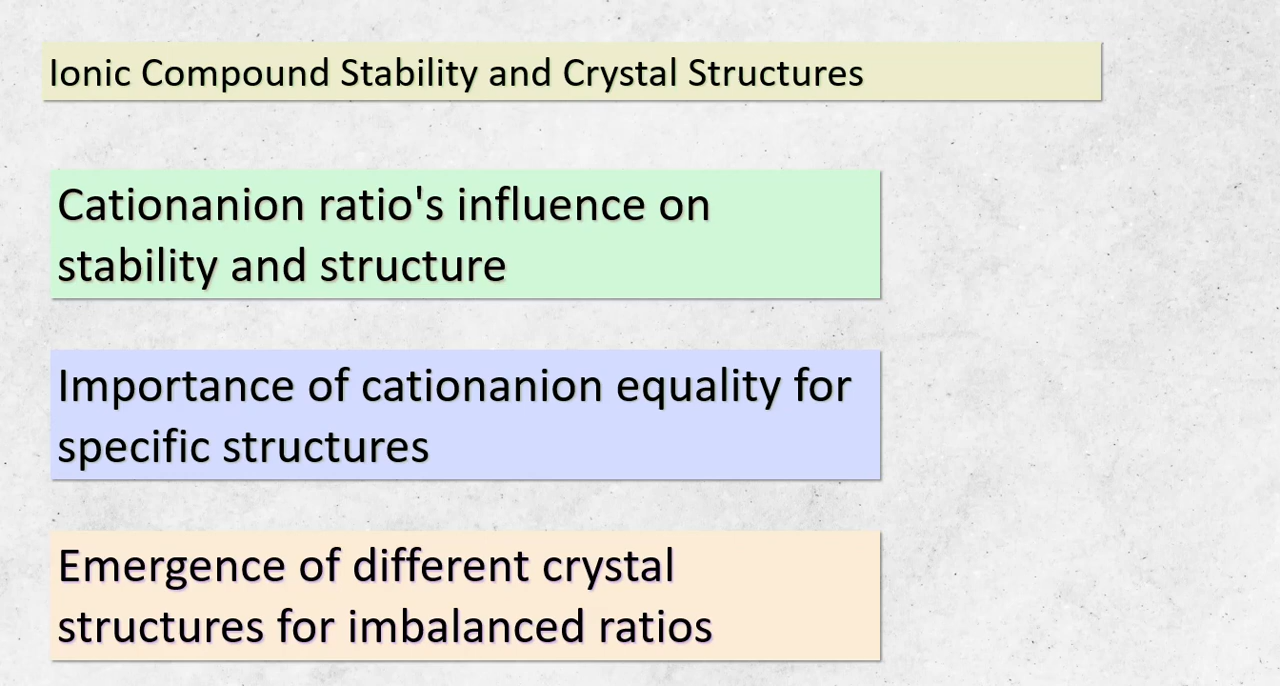 Ionic Compound Stability and Crystal Structures
Cationanion ratio's influence on
stability and structure
Importance of cationanion equality for
specific structures
Emergence of different crystal
structures for imbalanced ratios